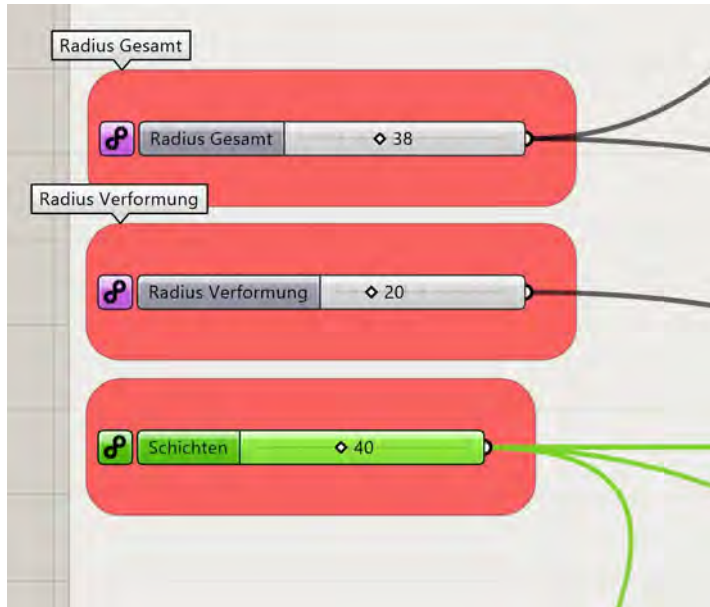 Radius Gesamt
Radius Gesamt 38
Radius Verformung
Radius Verformung 20
Schichten 40